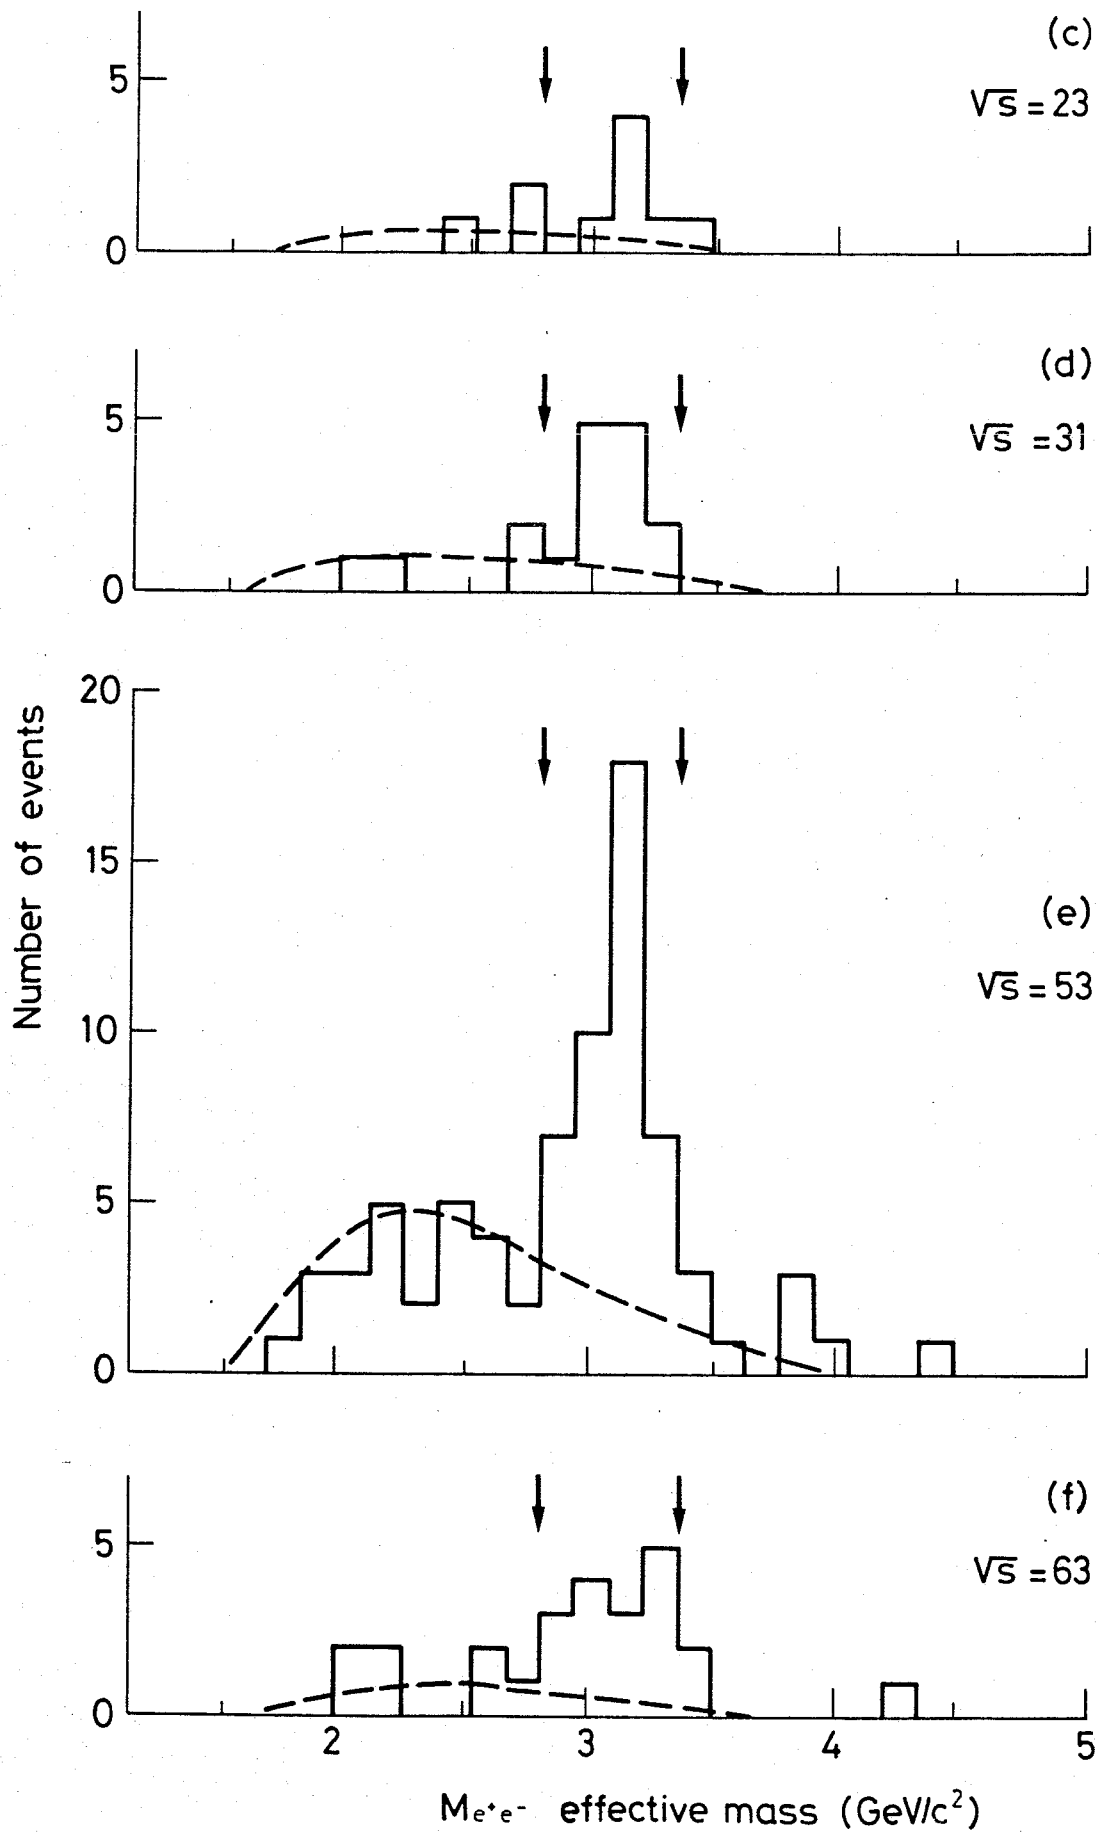 (c)
5
√s = 23
0
(d)
5
√s = 31
0
20
(e)
15
√s = 53
10
5
0
Number of events
(f)
5
√s = 63
0
2 3 4 5
Me⁺e⁻ effective mass (GeV/c²)